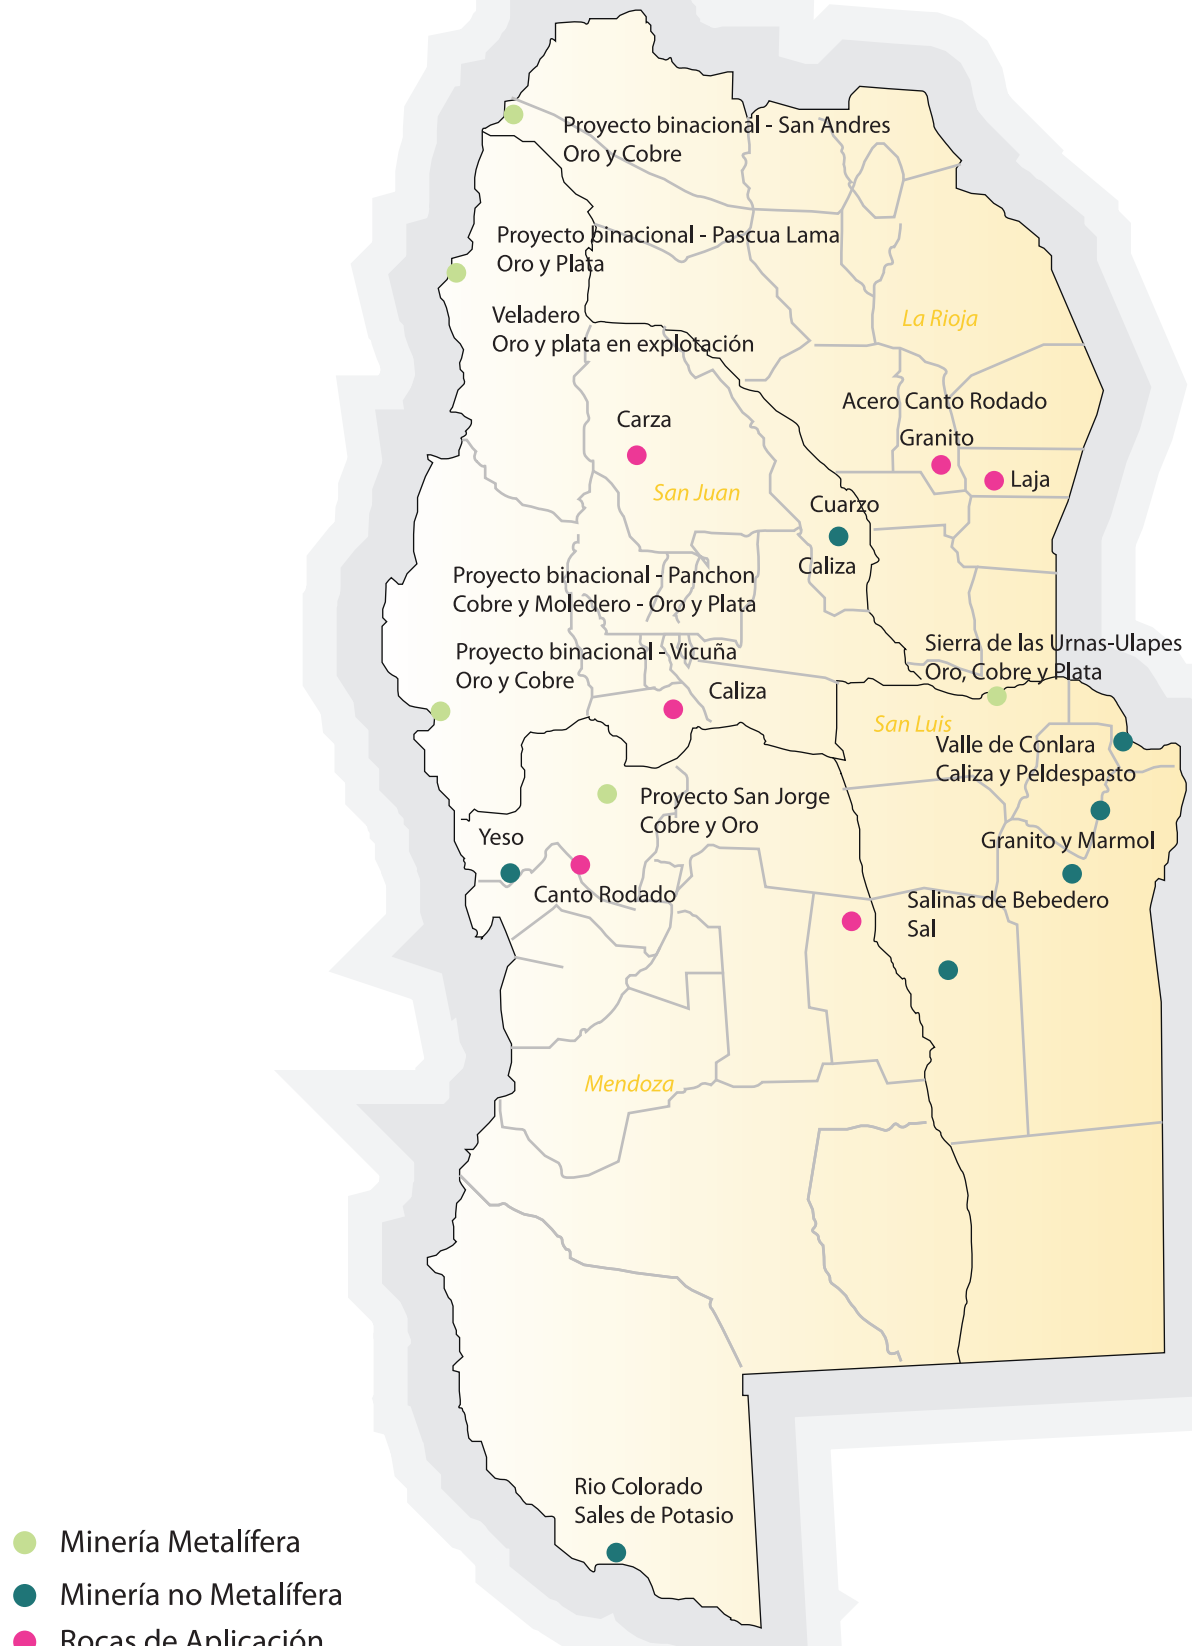 Proyecto binacional - San Andres
Oro y Cobre
Proyecto binacional - Pascua Lama
Oro y Plata
Veladero
Oro y plata en explotación
La Rioja
Acero Canto Rodado
Carza
Granito
Laja
San Juan
Cuarzo
Caliza
Proyecto binacional - Panchon
Cobre y Moledero - Oro y Plata
Proyecto binacional - Vicuña
Oro y Cobre
Sierra de las Urnas-Ulapes
Oro, Cobre y Plata
Caliza
San Luis
Valle de Conlara
Caliza y Peldespasto
Proyecto San Jorge
Cobre y Oro
Yeso
Granito y Marmol
Canto Rodado
Salinas de Bebedero
Sal
Mendoza
Rio Colorado
Sales de Potasio
Minería Metalífera
Minería no Metalífera
Rocas de Aplicación